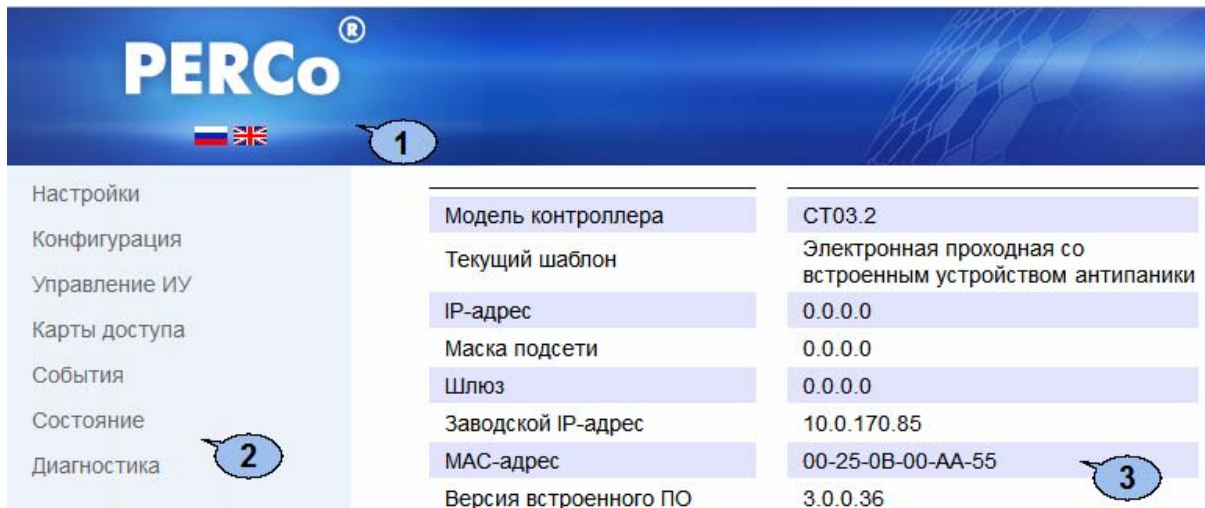 PERCo®
1
Настройки
Конфигурация
Управление ИУ
Карты доступа
События
Состояние
Диагностика
2
Модель контроллера CT03.2
Текущий шаблон Электронная проходная со
встроенным устройством антипаники
IP-адрес 0.0.0.0
Маска подсети 0.0.0.0
Шлюз 0.0.0.0
Заводской IP-адрес 10.0.170.85
MAC-адрес 00-25-0B-00-AA-55
3
Версия встроенного ПО 3.0.0.36